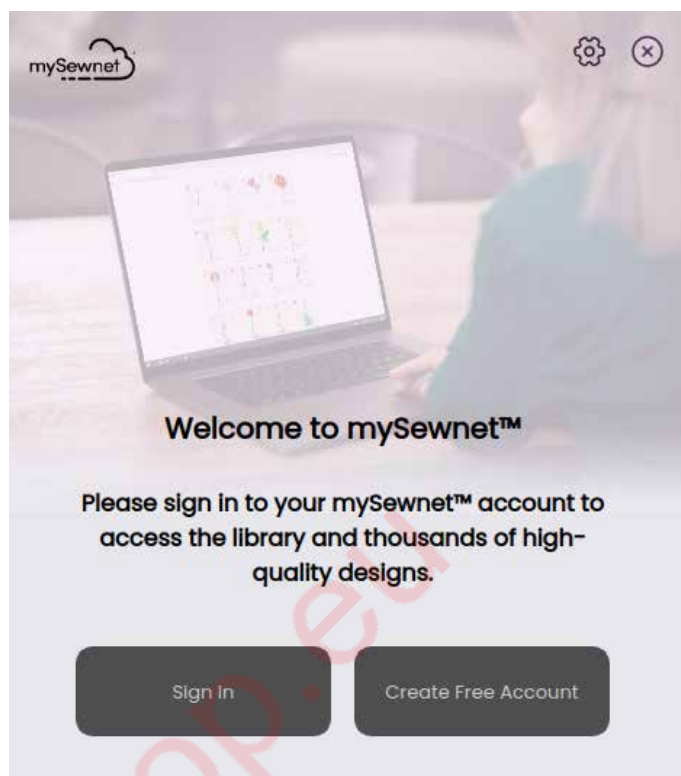 mySewnet
Welcome to mySewnet™
Please sign in to your mySewnet™ account to
access the library and thousands of high-
quality designs.
Sign In
Create Free Account